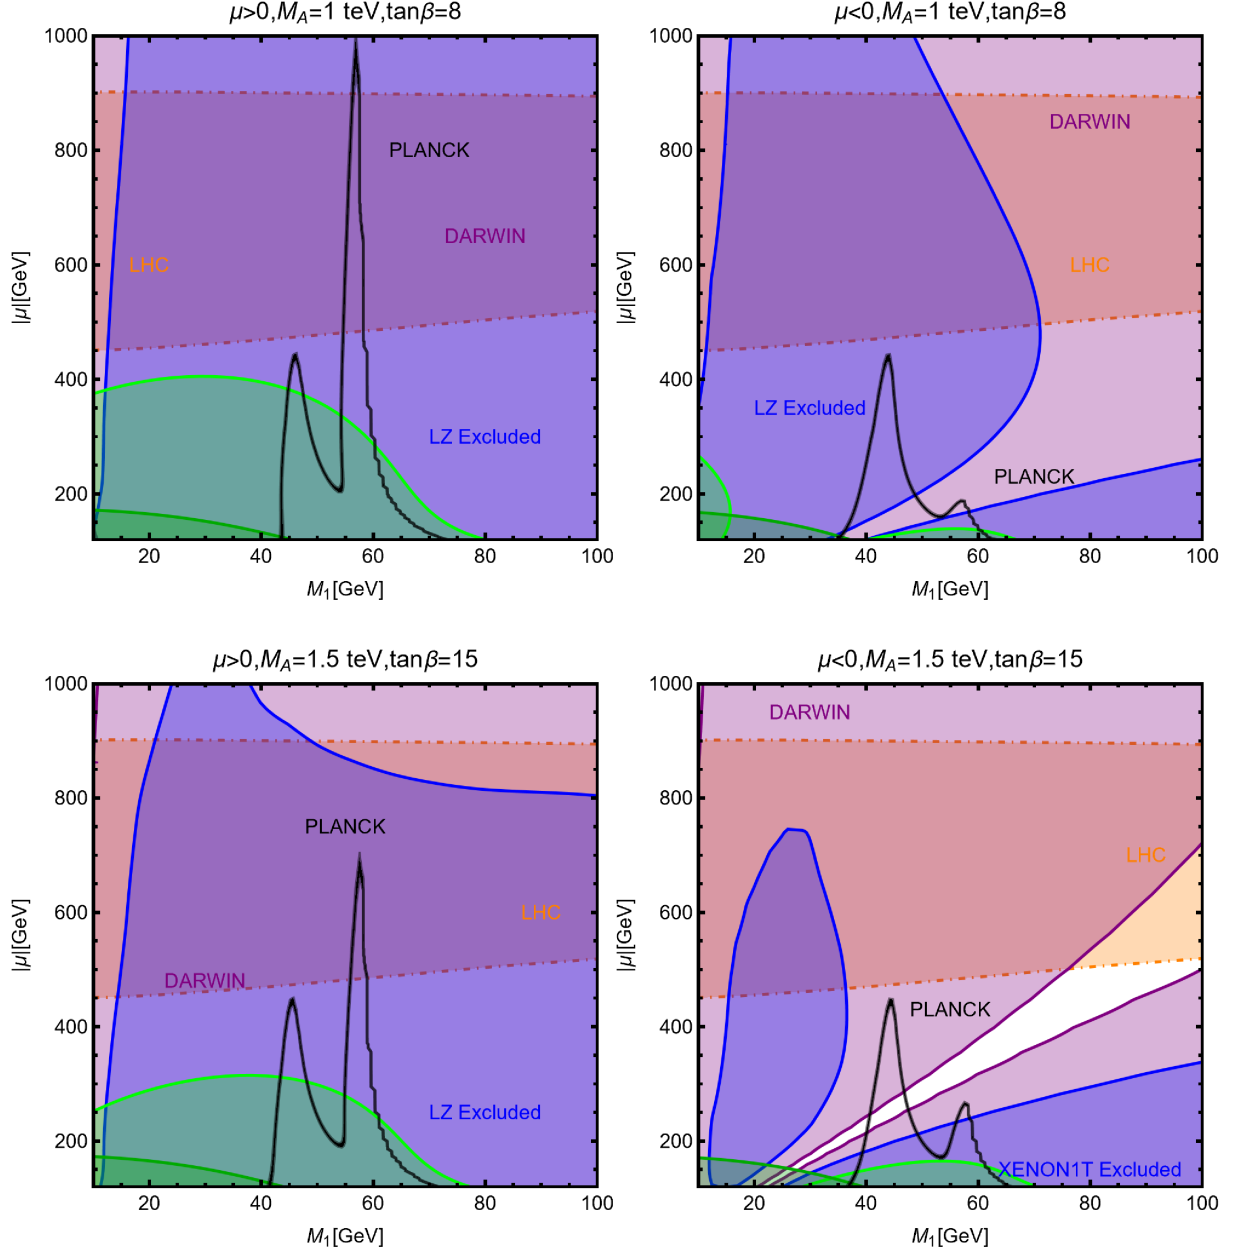 μ>0,M_A=1 teV,tanβ=8
1000
800
600
400
200
|μ|[GeV]
PLANCK
DARWIN
LHC
LZ Excluded
20 40 60 80 100
M₁[GeV]
μ<0,M_A=1 teV,tanβ=8
1000
800
600
400
200
|μ|[GeV]
DARWIN
LHC
LZ Excluded
PLANCK
20 40 60 80 100
M₁[GeV]
μ>0,M_A=1.5 teV,tanβ=15
1000
800
600
400
200
|μ|[GeV]
PLANCK
LHC
DARWIN
LZ Excluded
20 40 60 80 100
M₁[GeV]
μ<0,M_A=1.5 teV,tanβ=15
1000
800
600
400
200
|μ|[GeV]
DARWIN
LHC
PLANCK
XENON1T Excluded
20 40 60 80 100
M₁[GeV]